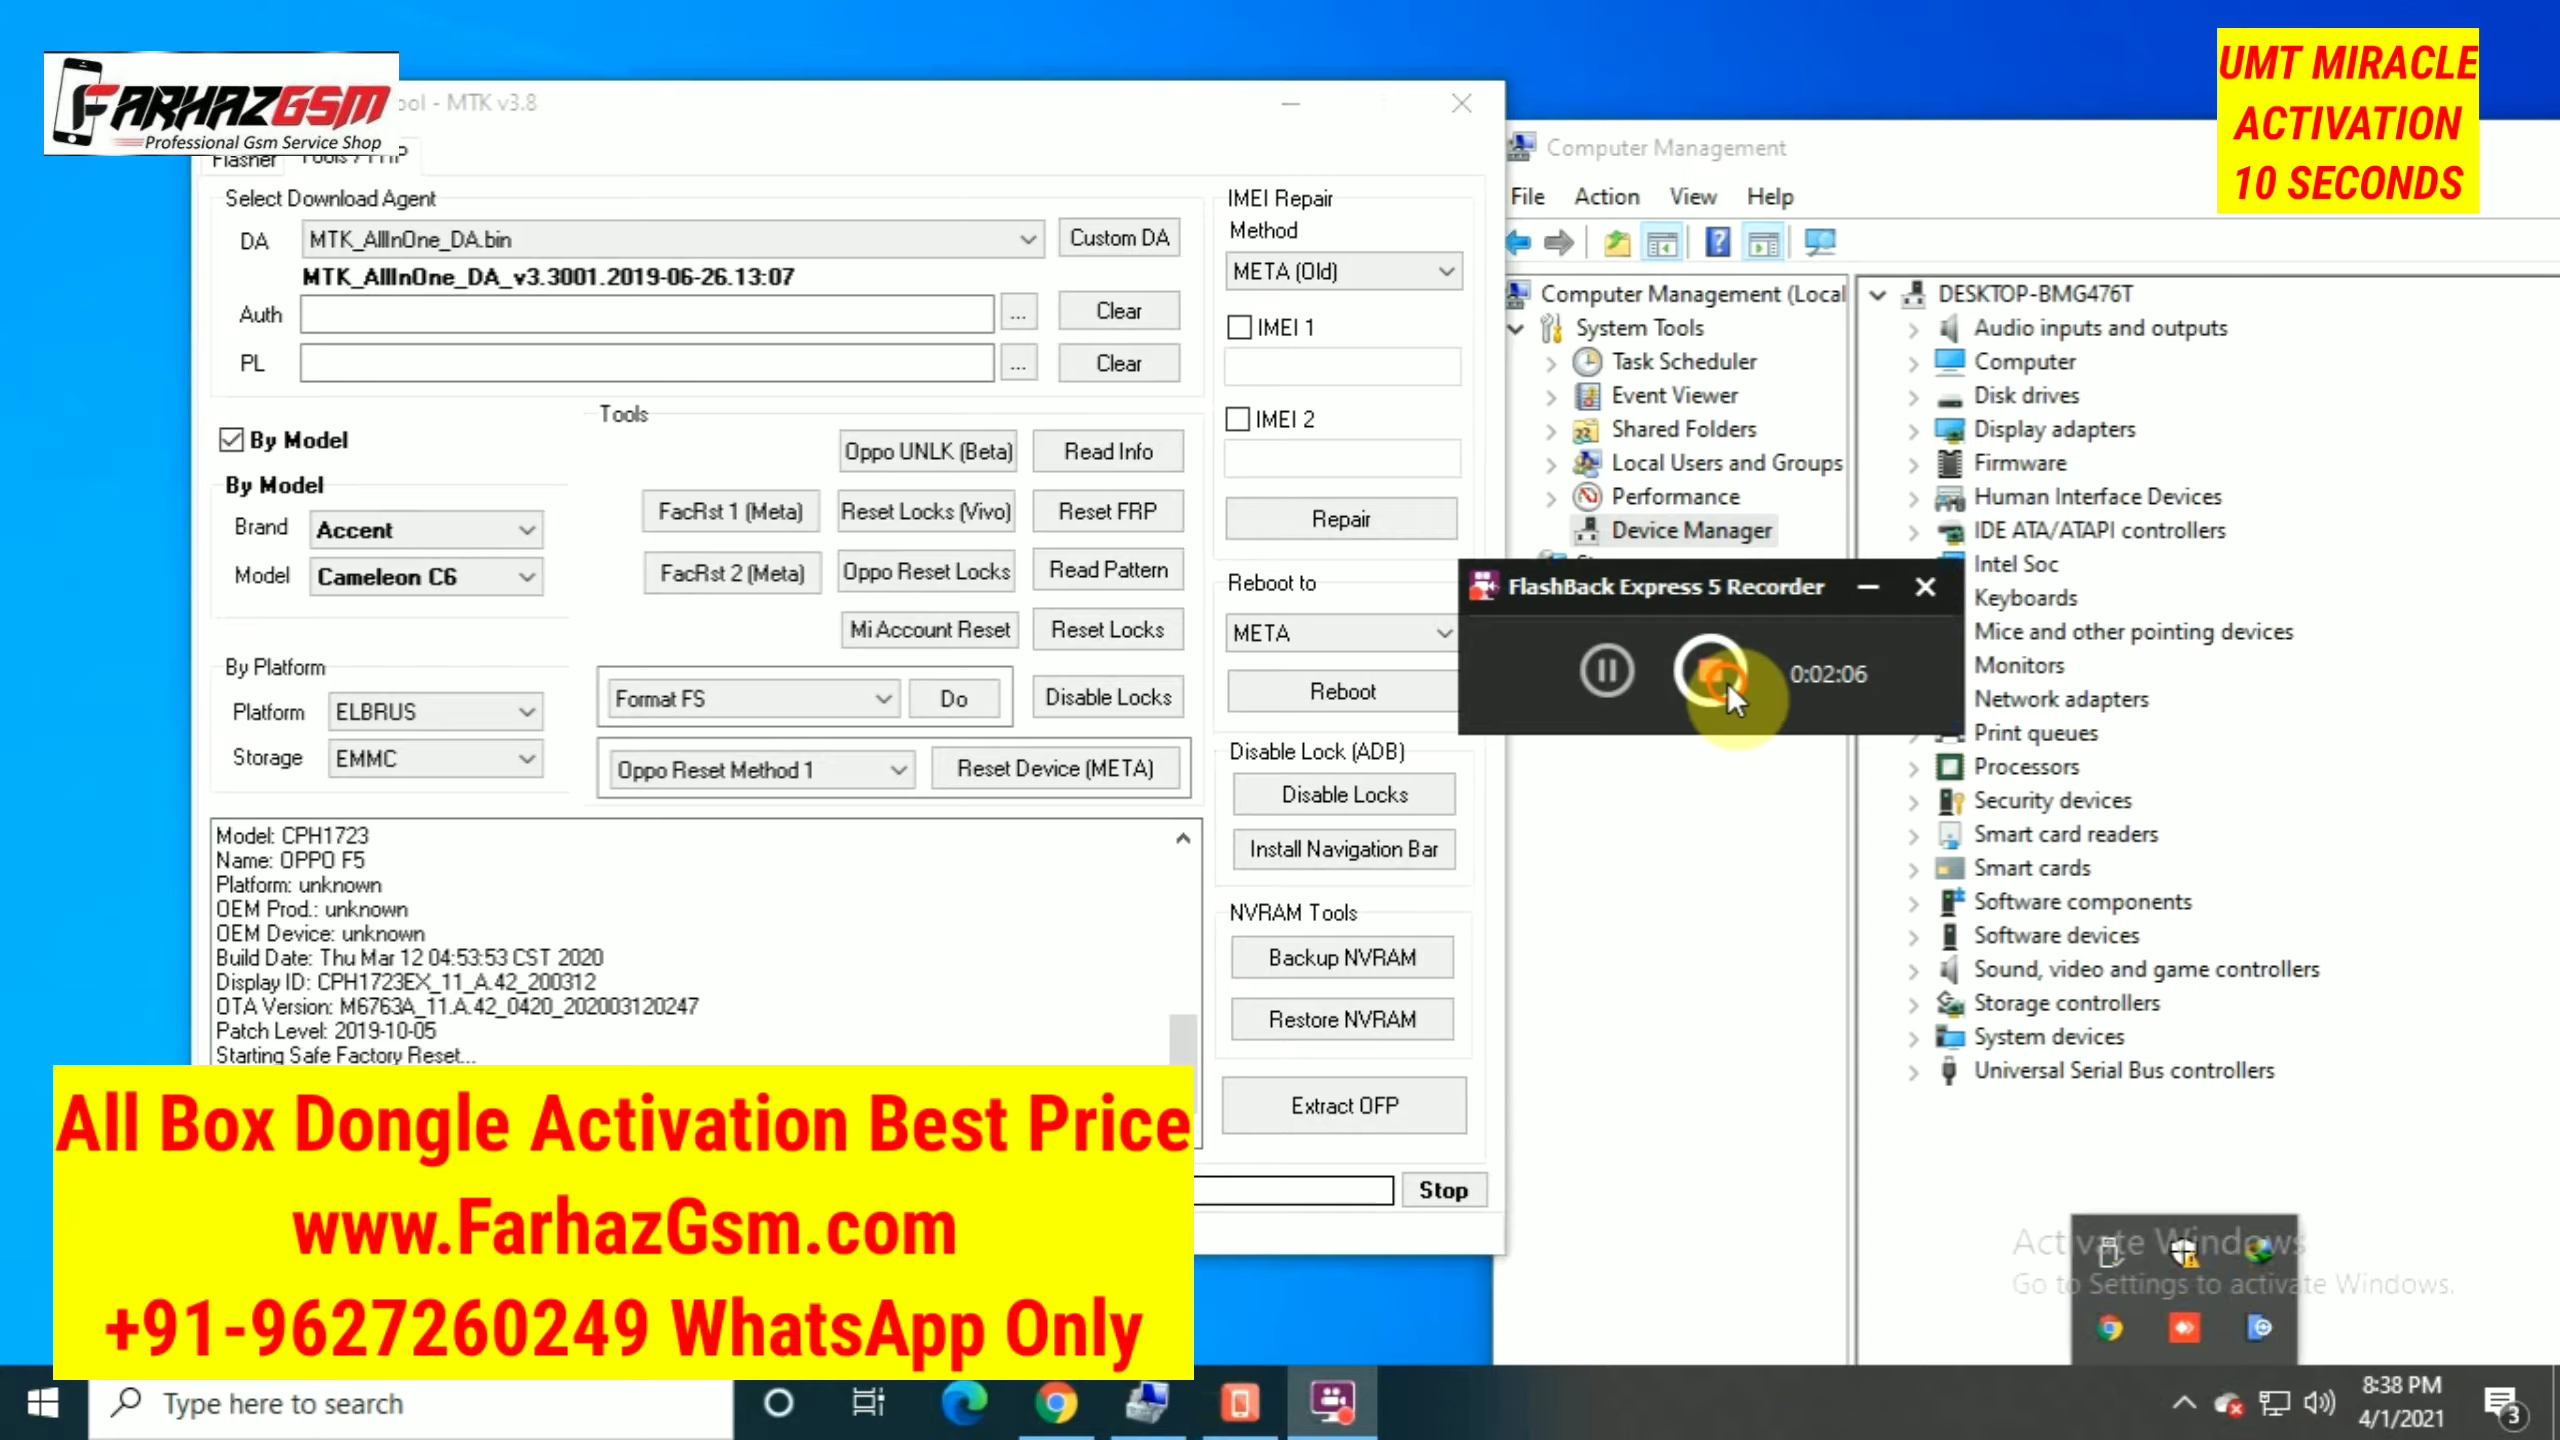 FARHAZGSM
Professional Gsm Service Shop
ool - MTK v3.8
Flasher
UMT MIRACLE
ACTIVATION
10 SECONDS
Select Download Agent
DA
MTK_AllInOne_DA.bin
Custom DA
MTK_AllInOne_DA_v3.3001.2019-06-26.13:07
Auth
...
Clear
PL
...
Clear
By Model
By Model
Brand
Accent
Model
Cameleon C6
By Platform
Platform
ELBRUS
Storage
EMMC
Tools
Oppo UNLK (Beta)
Read Info
FacRst 1 (Meta)
Reset Locks (Vivo)
Reset FRP
FacRst 2 (Meta)
Oppo Reset Locks
Read Pattern
Mi Account Reset
Reset Locks
Format FS
Do
Disable Locks
Oppo Reset Method 1
Reset Device (META)
IMEI Repair
Method
META (Old)
IMEI 1
IMEI 2
Repair
Reboot to
META
Reboot
Disable Lock (ADB)
Disable Locks
Install Navigation Bar
NVRAM Tools
Backup NVRAM
Restore NVRAM
Extract OFP
Stop
Model: CPH1723
Name: OPPO F5
Platform: unknown
OEM Prod.: unknown
OEM Device: unknown
Build Date: Thu Mar 12 04:53:53 CST 2020
Display ID: CPH1723EX_11_A.42_200312
OTA Version: M6763A_11.A.42_0420_202003120247
Patch Level: 2019-10-05
Starting Safe Factory Reset...
Computer Management
File Action View Help
Computer Management (Local
System Tools
Task Scheduler
Event Viewer
Shared Folders
Local Users and Groups
Performance
Device Manager
DESKTOP-BMG476T
Audio inputs and outputs
Computer
Disk drives
Display adapters
Firmware
Human Interface Devices
IDE ATA/ATAPI controllers
Intel Soc
Keyboards
Mice and other pointing devices
Monitors
Network adapters
Print queues
Processors
Security devices
Smart card readers
Smart cards
Software components
Software devices
Sound, video and game controllers
Storage controllers
System devices
Universal Serial Bus controllers
FlashBack Express 5 Recorder
0:02:06
All Box Dongle Activation Best Price
www.FarhazGsm.com
+91-9627260249 WhatsApp Only
Activate Windows
Go to Settings to activate Windows.
Type here to search
8:38 PM
4/1/2021
3